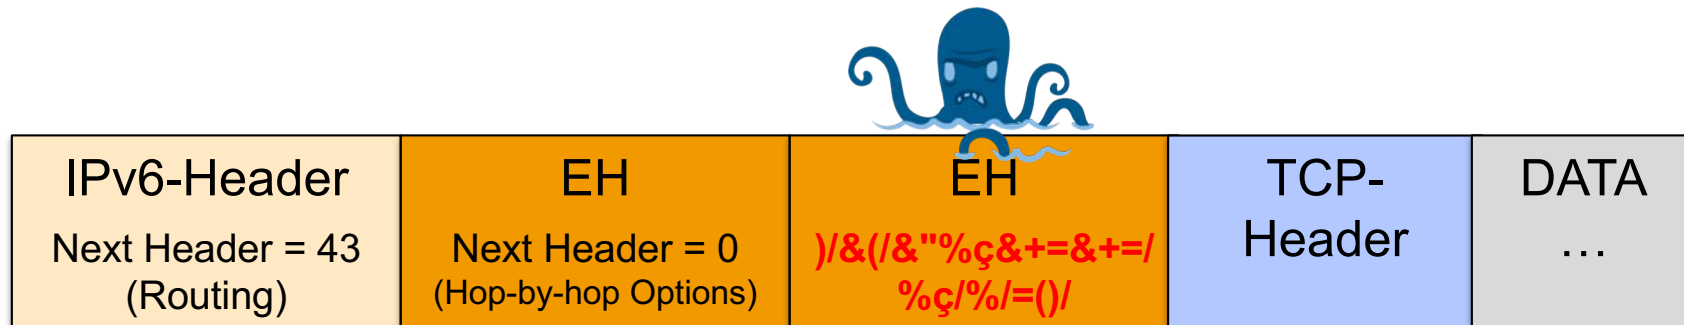 IPv6-Header
Next Header = 43
(Routing)
EH
Next Header = 0
(Hop-by-hop Options)
EH
)/&(/&"%ç&+=&+=/
%ç/%/=()/
TCP-
Header
DATA
…